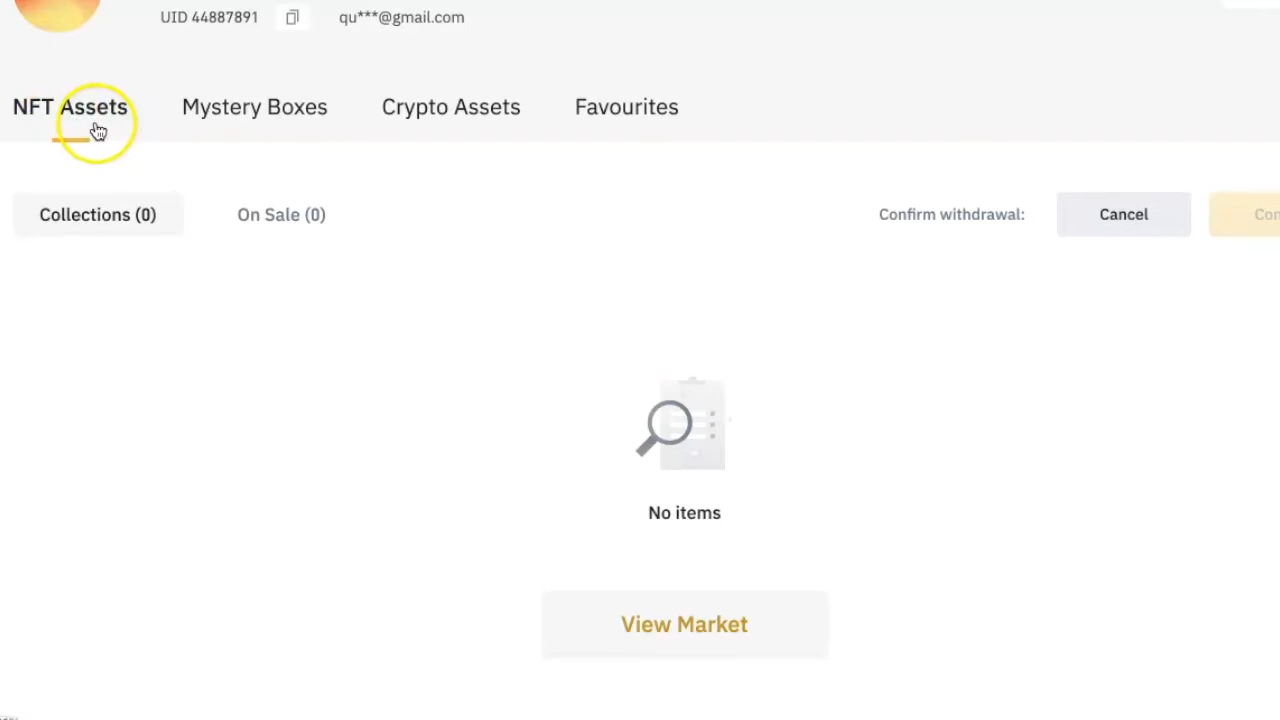 UID 44887891 qu***@gmail.com
NFT Assets Mystery Boxes Crypto Assets Favourites
Collections (0) On Sale (0) Confirm withdrawal: Cancel
No items
View Market